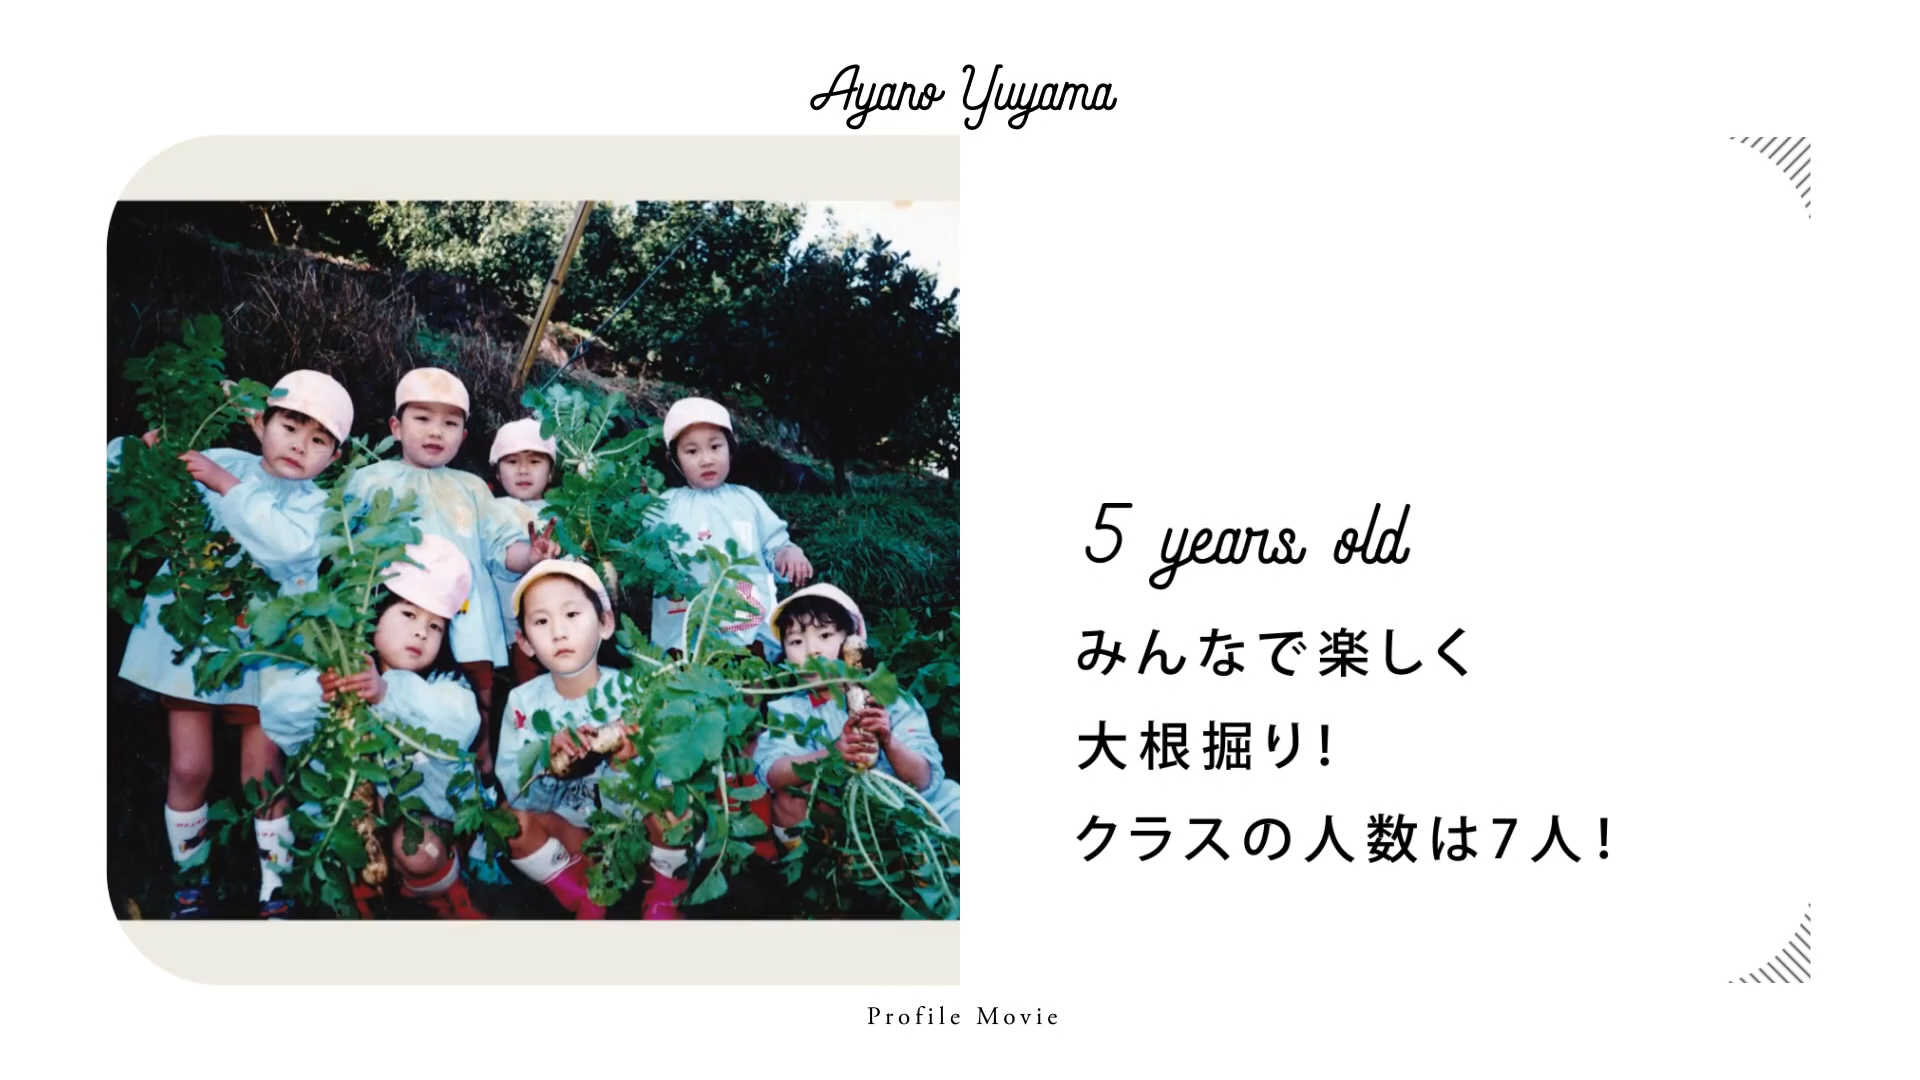 Ayano Yuyama
5 years old
みんなで楽しく
大根掘り!
クラスの人数は7人!
Profile Movie